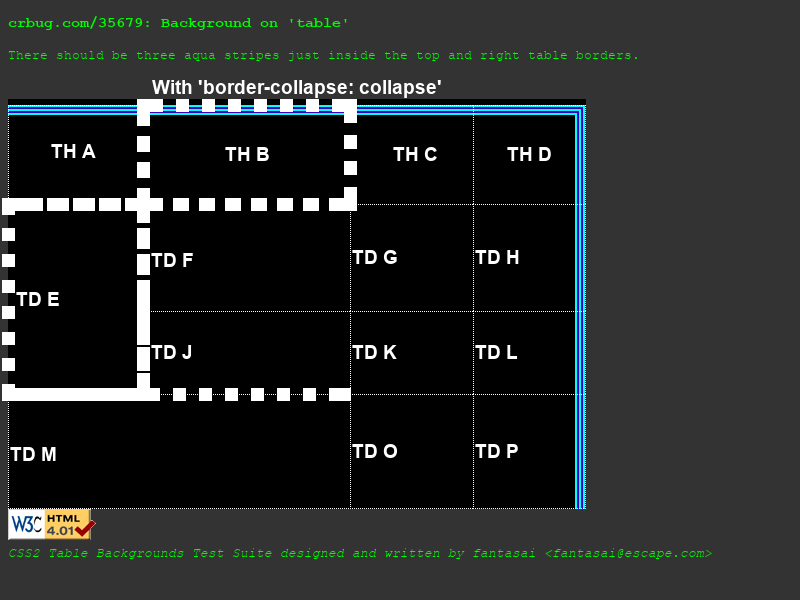 crbug.com/35679: Background on 'table'
There should be three aqua stripes just inside the top and right table borders.
With 'border-collapse: collapse'
TH A
TH B
TH C
TH D
TD E
TD F
TD G
TD H
TD J
TD K
TD L
TD M
TD O
TD P
W3C HTML 4.01
CSS2 Table Backgrounds Test Suite designed and written by fantasai <fantasai@escape.com>